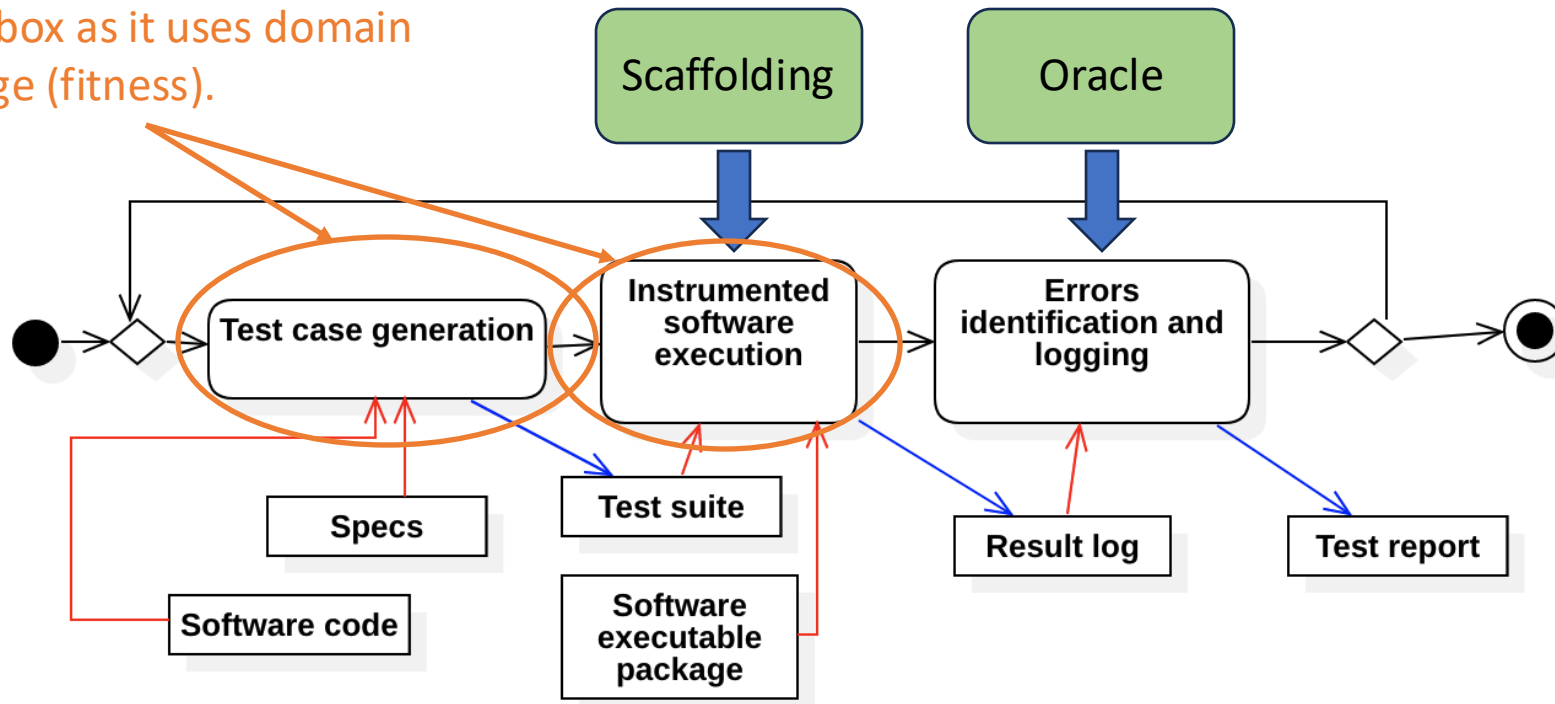 box as it uses domain
ge (fitness).
Scaffolding
Oracle
Test case generation
Instrumented
software
execution
Errors
identification and
logging
Specs
Test suite
Result log
Test report
Software code
Software
executable
package